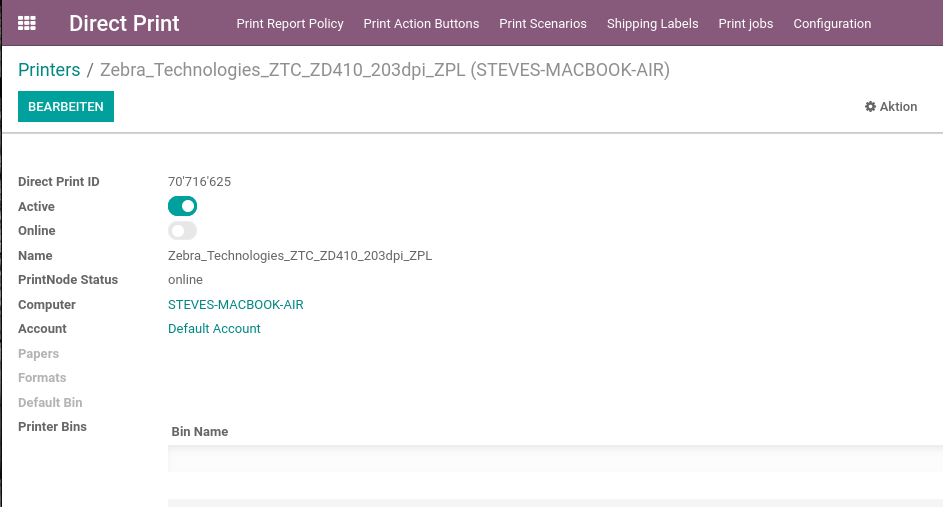 Direct Print Print Report Policy Print Action Buttons Print Scenarios Shipping Labels Print jobs Configuration
Printers / Zebra_Technologies_ZTC_ZD410_203dpi_ZPL (STEVES-MACBOOK-AIR)
BEARBEITEN Aktion
Direct Print ID 70'716'625
Active
Online
Name Zebra_Technologies_ZTC_ZD410_203dpi_ZPL
PrintNode Status online
Computer STEVES-MACBOOK-AIR
Account Default Account
Papers
Formats
Default Bin
Printer Bins
Bin Name